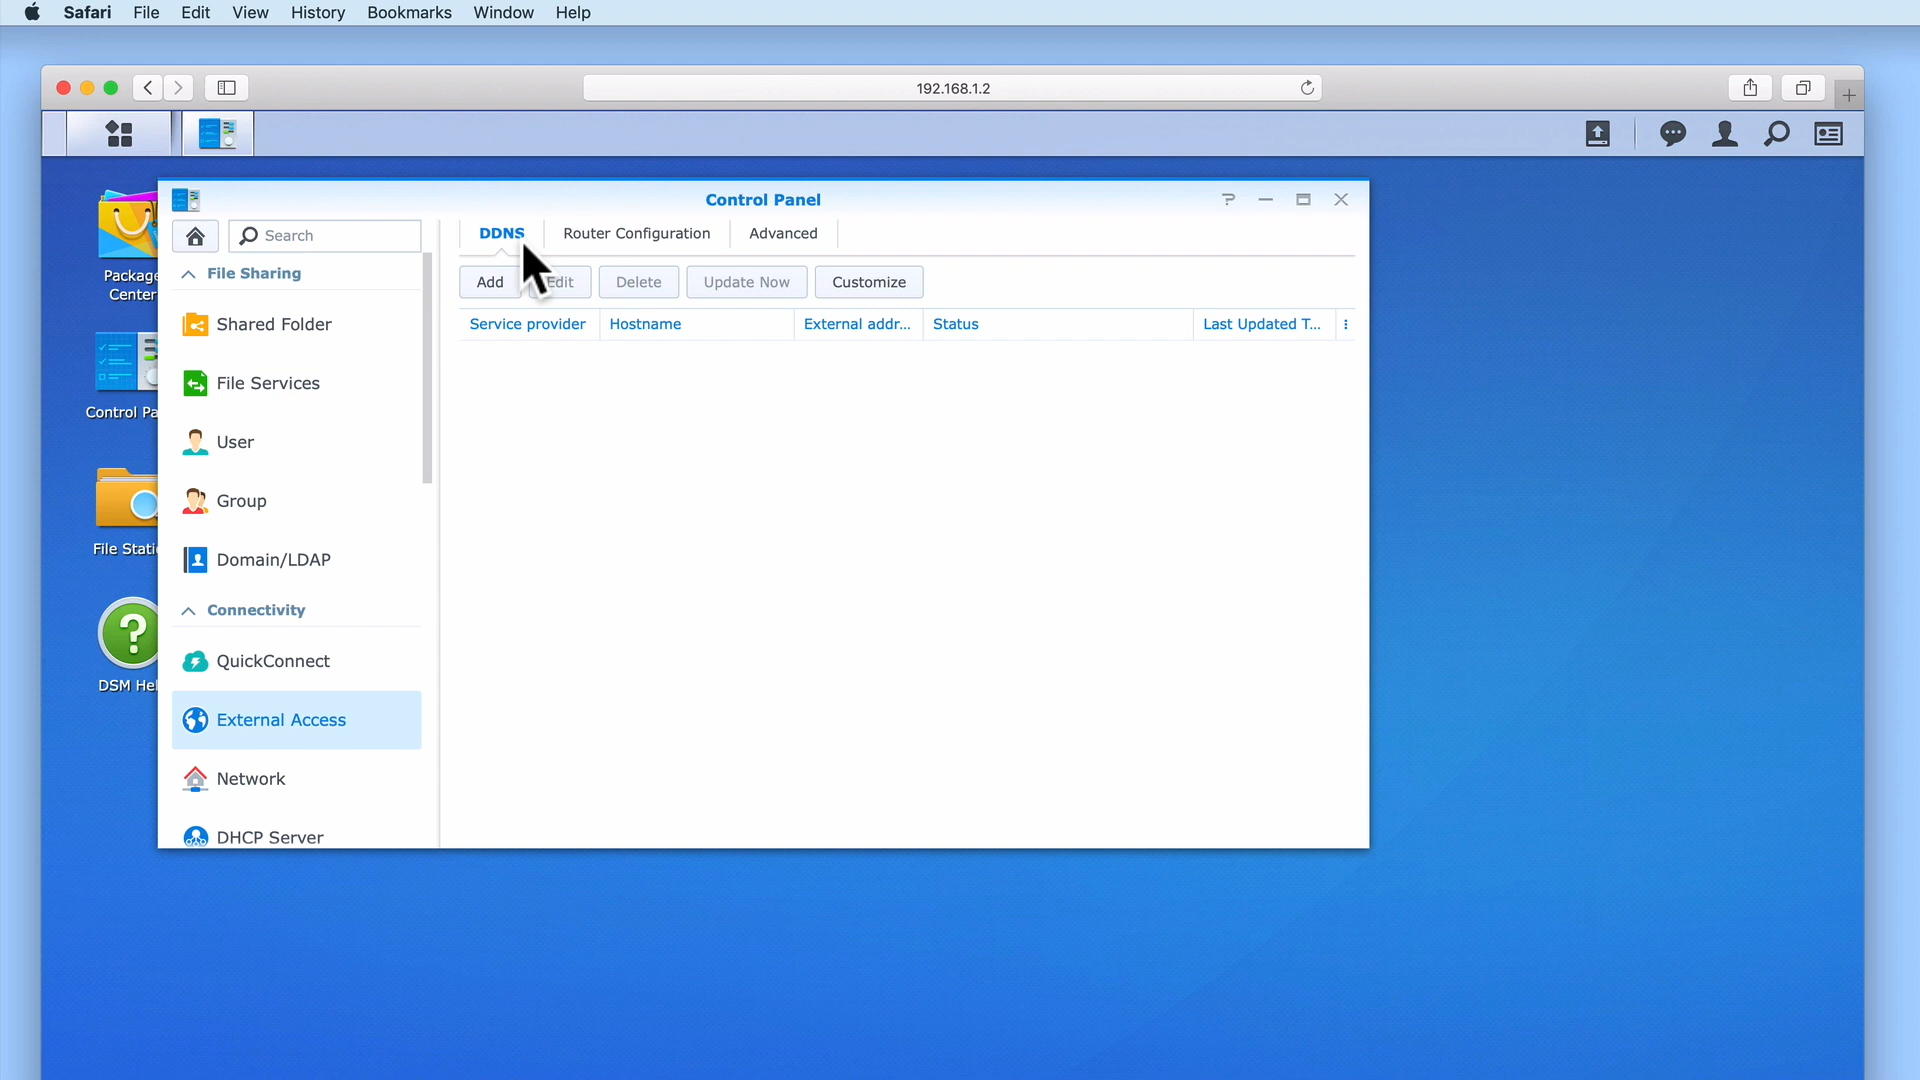 Safari File Edit View History Bookmarks Window Help
192.168.1.2
Control Panel
Search
DDNS Router Configuration Advanced
Package
Center
File Sharing
Add Edit Delete Update Now Customize
Shared Folder
Service provider Hostname External addr... Status Last Updated T...
File Services
Control Pa
User
Group
File Stati
Domain/LDAP
Connectivity
QuickConnect
DSM Hel
External Access
Network
DHCP Server